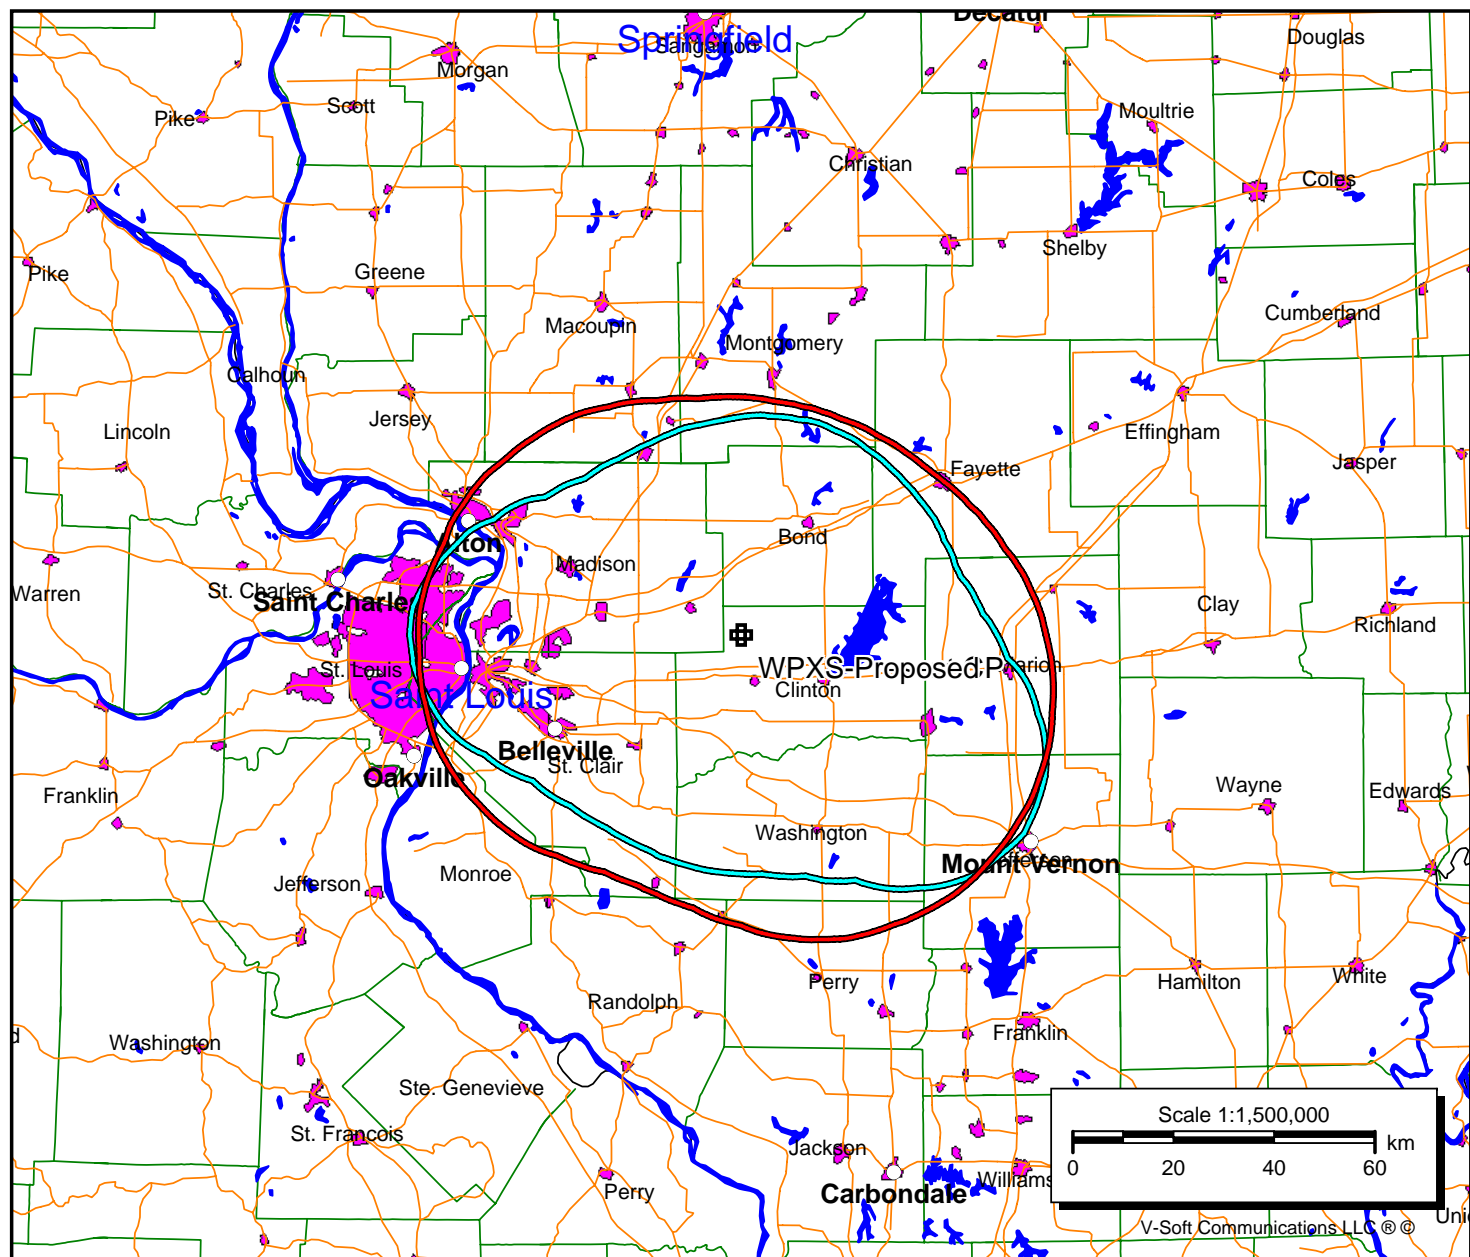 Decatur
Springfield
Sangamon
Douglas
Morgan
Scott
Pike
Moultrie
Christian
Coles
Shelby
Pike
Greene
Cumberland
Macoupin
Montgomery
Calhoun
Jersey
Lincoln
Effingham
Jasper
Fayette
Bond
Alton
Madison
St. Charles
Saint Charles
Warren
Clay
Richland
St. Louis
WPXS-Proposed.P
Marion
Clinton
Saint Louis
Belleville
St. Clair
Oakville
Franklin
Wayne
Edwards
Washington
Mount Vernon
Jefferson
Monroe
Jefferson
Perry
Hamilton
White
Randolph
Franklin
Washington
d
Ste. Genevieve
St. Francois
Jackson
Williams
Carbondale
Perry
Scale 1:1,500,000
km
0 20 40 60
V-Soft Communications LLC ® ©
Uni